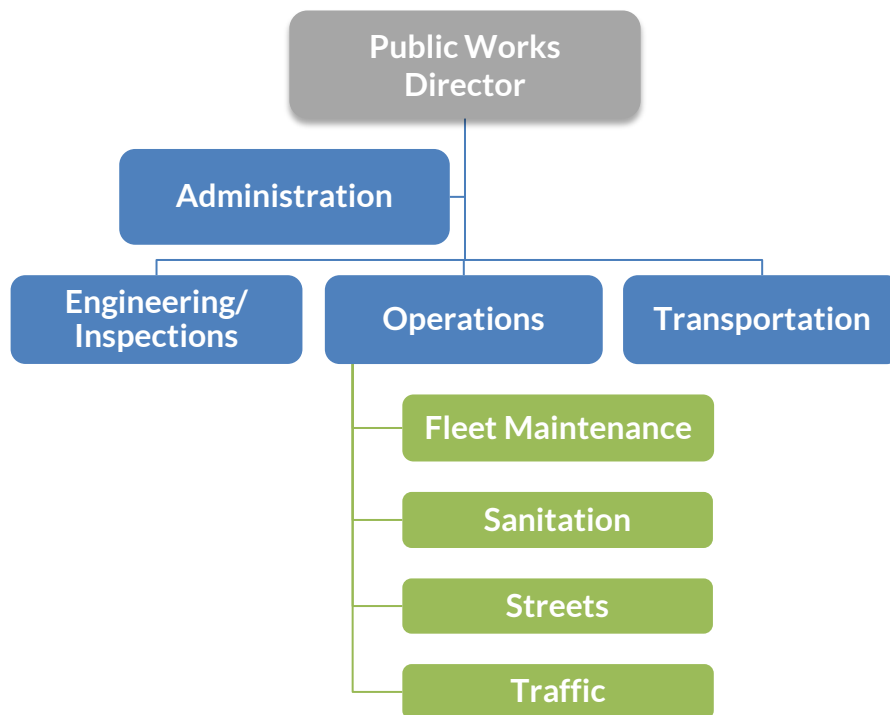 Public Works
Director
Administration
Engineering/
Inspections
Operations
Transportation
Fleet Maintenance
Sanitation
Streets
Traffic